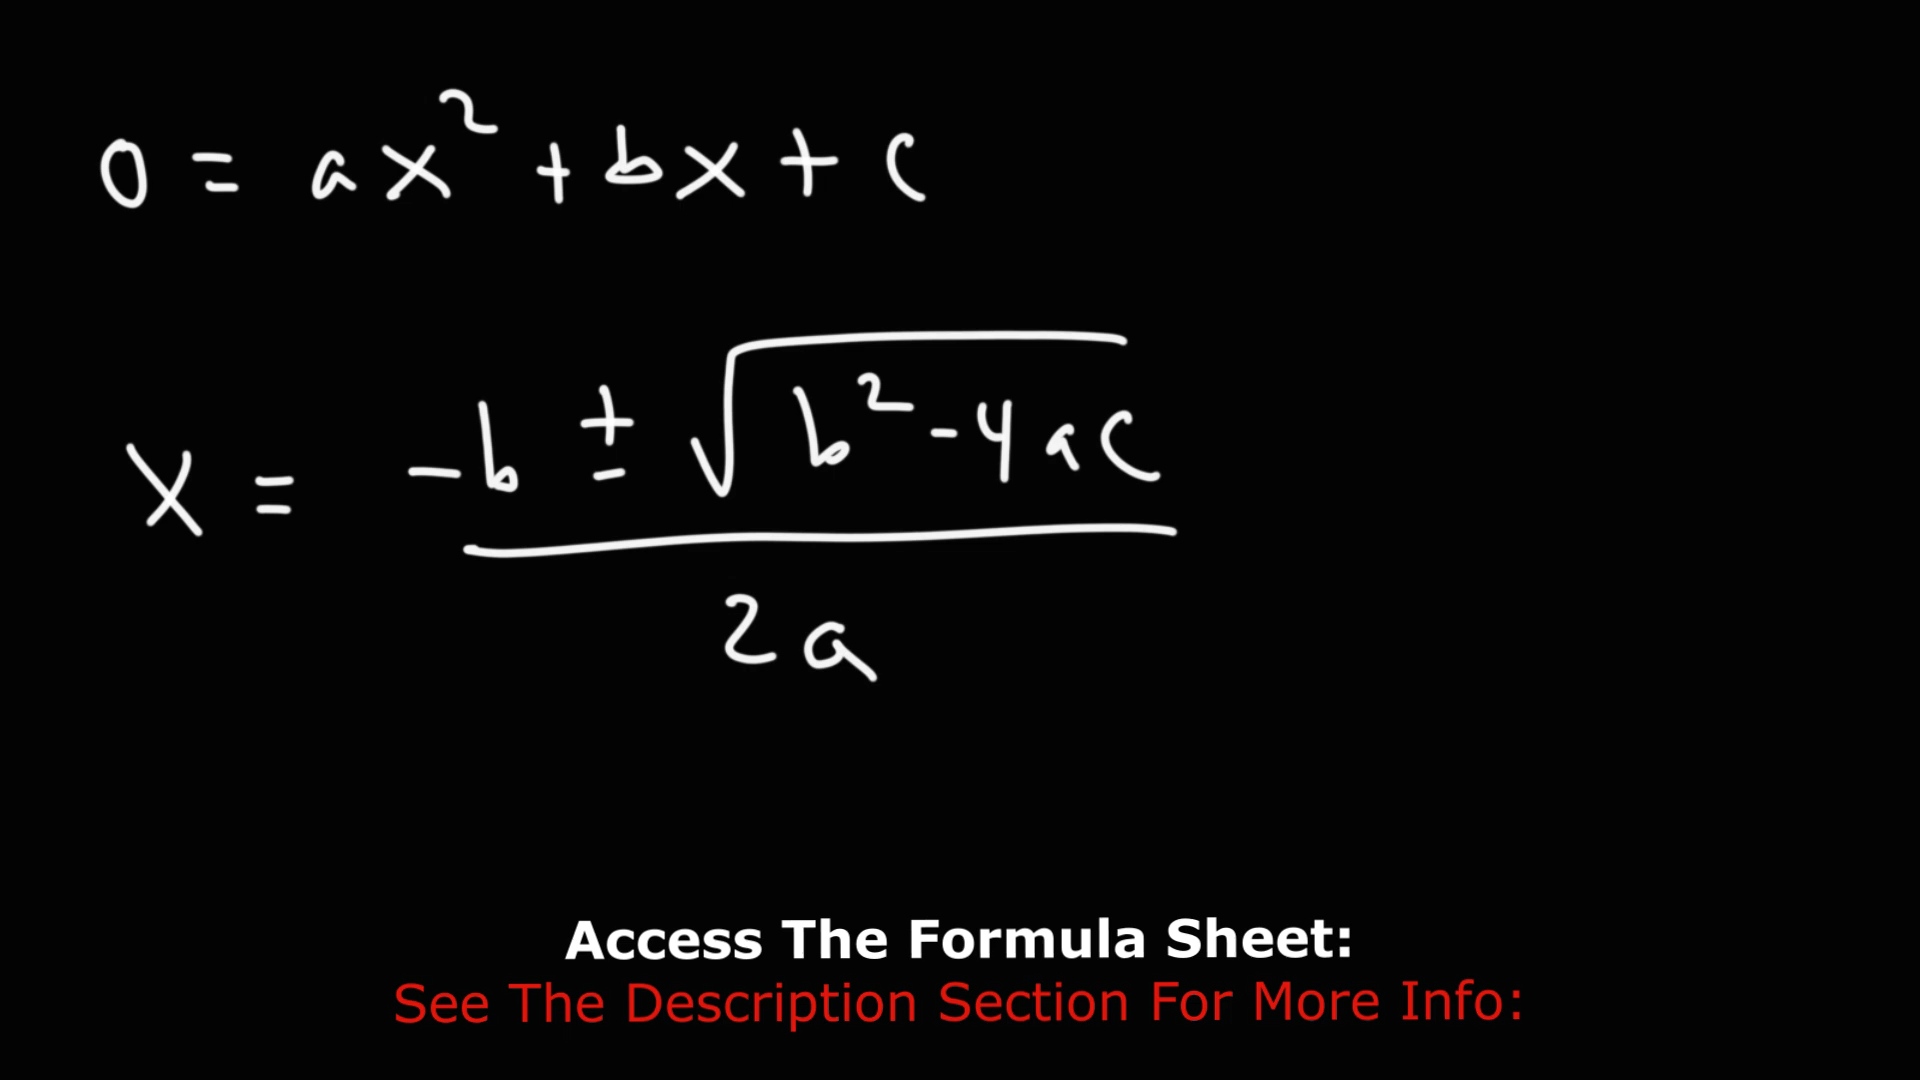 0 = ax² + bx + c
x = (-b ± √(b² - 4ac)) / 2a
Access The Formula Sheet:
See The Description Section For More Info: